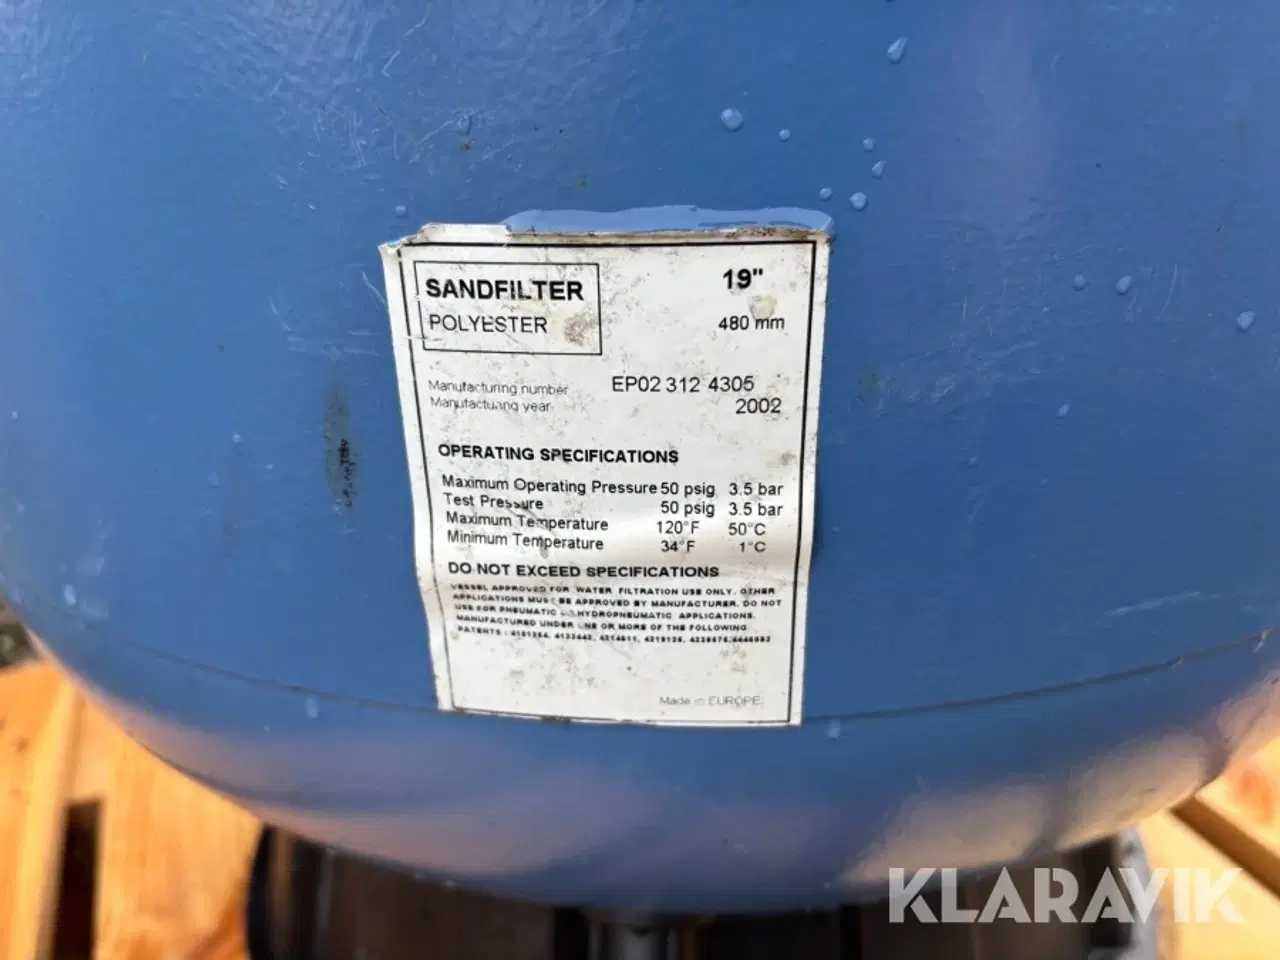 SANDFILTER
POLYESTER
19"
480 mm
Manufacturing number EP02 312 4305
Manufactuang year 2002
OPERATING SPECIFICATIONS
Maximum Operating Pressure 50 psig 3.5 bar
Test Pressure 50 psig 3.5 bar
Maximum Temperature 120°F 50°C
Minimum Temperature 34°F 1°C
DO NOT EXCEED SPECIFICATIONS
VESSEL APPROVED FOR WATER FILTRATION USE ONLY. OTHER
APPLICATIONS MUST BE APPROVED BY MANUFACTURER. DO NOT
USE FOR PNEUMATIC HYDROPNEUMATIC APPLICATIONS.
MANUFACTURED UNDER ONE OR MORE OF THE FOLLOWING
PATENTS :
Made in EUROPE.
KLARAVIK